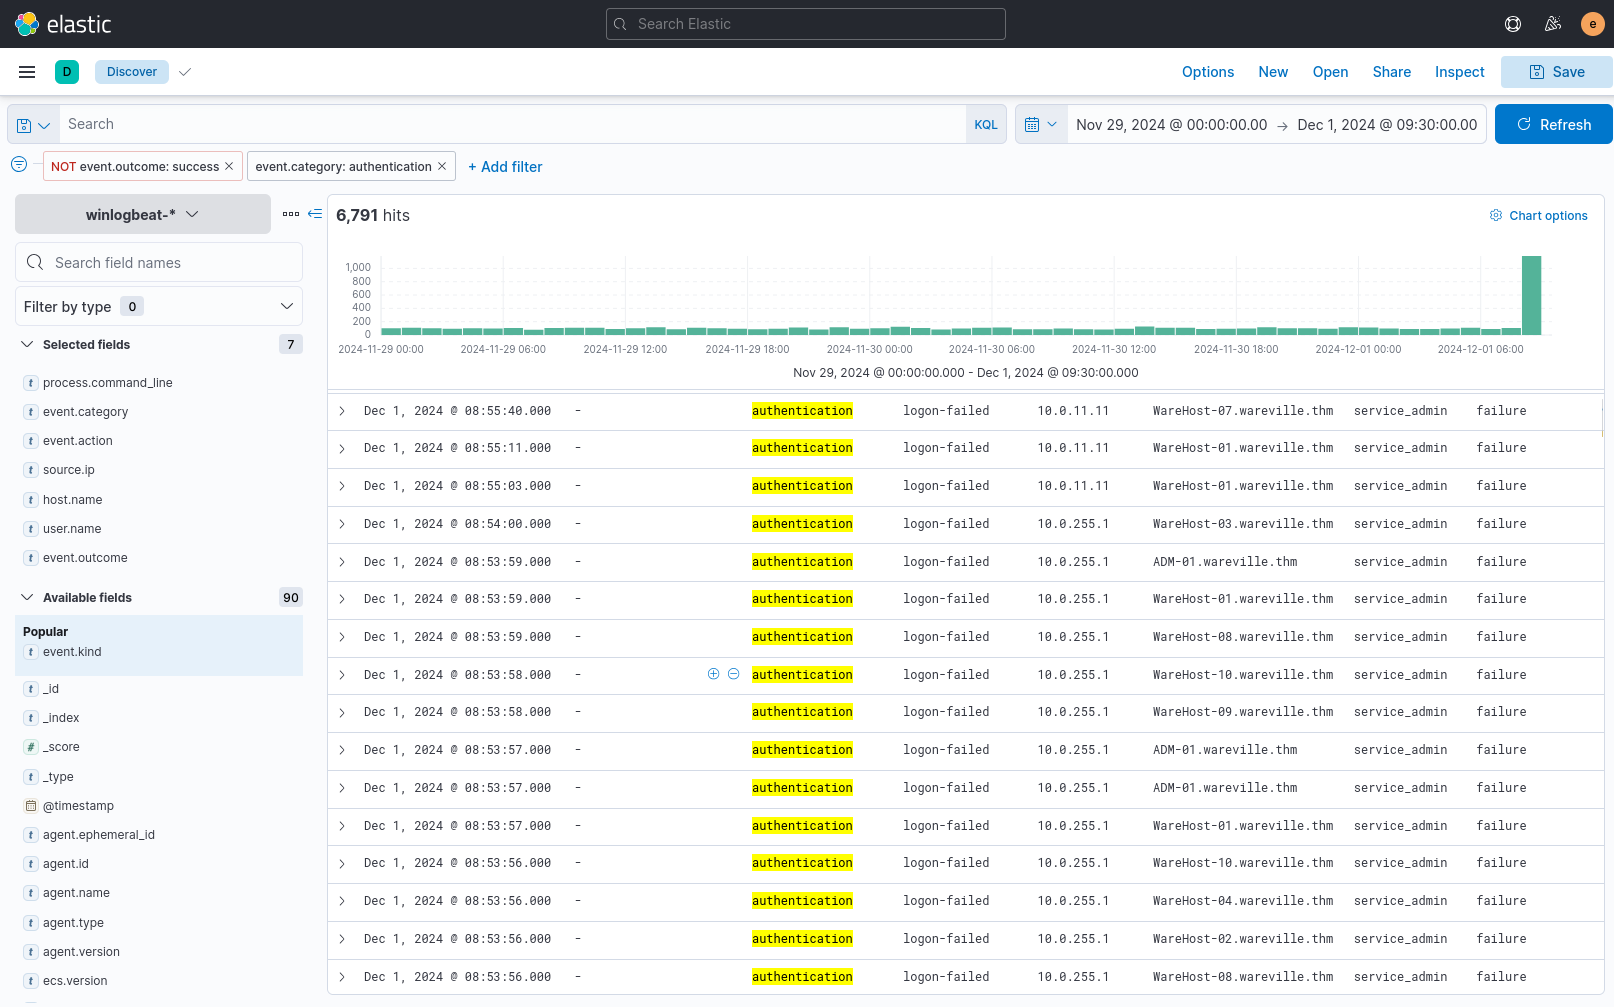 elastic
Search Elastic
e
D
Discover
Options
New
Open
Share
Inspect
Save
Search
KQL
Nov 29, 2024 @ 00:00:00.00 → Dec 1, 2024 @ 09:30:00.00
Refresh
NOT event.outcome: success ×
event.category: authentication ×
+ Add filter
winlogbeat-*
Search field names
Filter by type 0
Selected fields 7
t process.command_line
t event.category
t event.action
t source.ip
t host.name
t user.name
t event.outcome
Available fields 90
Popular
t event.kind
t _id
t _index
# _score
t _type
@timestamp
t agent.ephemeral_id
t agent.id
t agent.name
t agent.type
t agent.version
t ecs.version
6,791 hits
Chart options
1,000
800
600
400
200
0
2024-11-29 00:00 2024-11-29 06:00 2024-11-29 12:00 2024-11-29 18:00 2024-11-30 00:00 2024-11-30 06:00 2024-11-30 12:00 2024-11-30 18:00 2024-12-01 00:00 2024-12-01 06:00
Nov 29, 2024 @ 00:00:00.000 - Dec 1, 2024 @ 09:30:00.000
Dec 1, 2024 @ 08:55:40.000 - authentication logon-failed 10.0.11.11 WareHost-07.wareville.thm service_admin failure
Dec 1, 2024 @ 08:55:11.000 - authentication logon-failed 10.0.11.11 WareHost-01.wareville.thm service_admin failure
Dec 1, 2024 @ 08:55:03.000 - authentication logon-failed 10.0.11.11 WareHost-01.wareville.thm service_admin failure
Dec 1, 2024 @ 08:54:00.000 - authentication logon-failed 10.0.255.1 WareHost-03.wareville.thm service_admin failure
Dec 1, 2024 @ 08:53:59.000 - authentication logon-failed 10.0.255.1 ADM-01.wareville.thm service_admin failure
Dec 1, 2024 @ 08:53:59.000 - authentication logon-failed 10.0.255.1 WareHost-01.wareville.thm service_admin failure
Dec 1, 2024 @ 08:53:59.000 - authentication logon-failed 10.0.255.1 WareHost-08.wareville.thm service_admin failure
Dec 1, 2024 @ 08:53:58.000 - authentication logon-failed 10.0.255.1 WareHost-10.wareville.thm service_admin failure
Dec 1, 2024 @ 08:53:58.000 - authentication logon-failed 10.0.255.1 WareHost-09.wareville.thm service_admin failure
Dec 1, 2024 @ 08:53:57.000 - authentication logon-failed 10.0.255.1 ADM-01.wareville.thm service_admin failure
Dec 1, 2024 @ 08:53:57.000 - authentication logon-failed 10.0.255.1 ADM-01.wareville.thm service_admin failure
Dec 1, 2024 @ 08:53:57.000 - authentication logon-failed 10.0.255.1 WareHost-01.wareville.thm service_admin failure
Dec 1, 2024 @ 08:53:56.000 - authentication logon-failed 10.0.255.1 WareHost-10.wareville.thm service_admin failure
Dec 1, 2024 @ 08:53:56.000 - authentication logon-failed 10.0.255.1 WareHost-04.wareville.thm service_admin failure
Dec 1, 2024 @ 08:53:56.000 - authentication logon-failed 10.0.255.1 WareHost-02.wareville.thm service_admin failure
Dec 1, 2024 @ 08:53:56.000 - authentication logon-failed 10.0.255.1 WareHost-08.wareville.thm service_admin failure